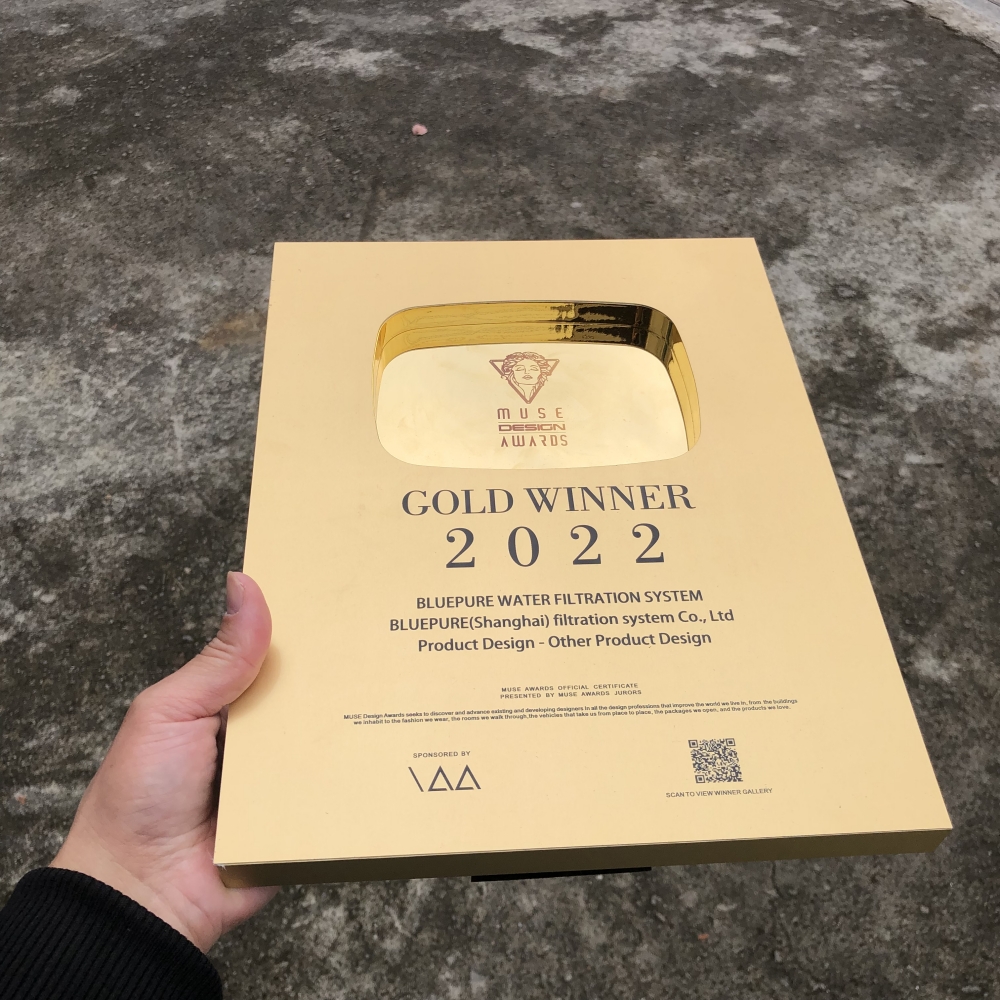 MUSE
DESIGN
AWARDS
GOLD WINNER
2022
BLUEPURE WATER FILTRATION SYSTEM
BLUEPURE(Shanghai) filtration system Co., Ltd
Product Design - Other Product Design
MUSE AWARDS OFFICIAL CERTIFICATE
PRESENTED BY MUSE AWARDS JURORS
MUSE Design Awards seeks to discover and advance existing and developing designers in all the design professions that improve the world we live in, from the buildings
we inhabit to the fashion we wear, the rooms we walk through,the vehicles that take us from place to place, the packages we open, and the products we love.
SPONSORED BY
IAA
SCAN TO VIEW WINNER GALLERY